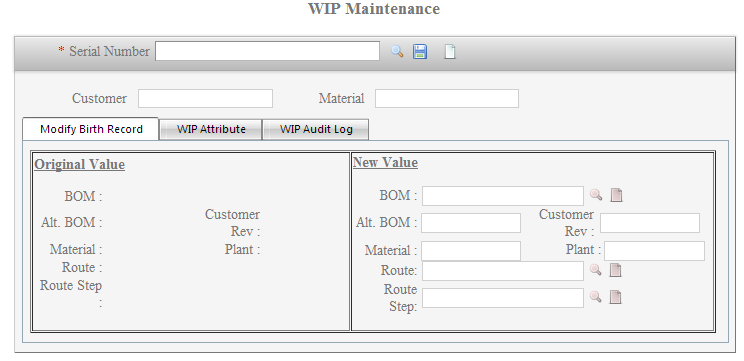 WIP Maintenance
* Serial Number
Customer Material
Modify Birth Record WIP Attribute WIP Audit Log
Original Value New Value
BOM : BOM :
Alt. BOM : Customer Rev : Alt. BOM : Customer Rev :
Material : Plant : Material : Plant :
Route : Route:
Route Step : Route Step: